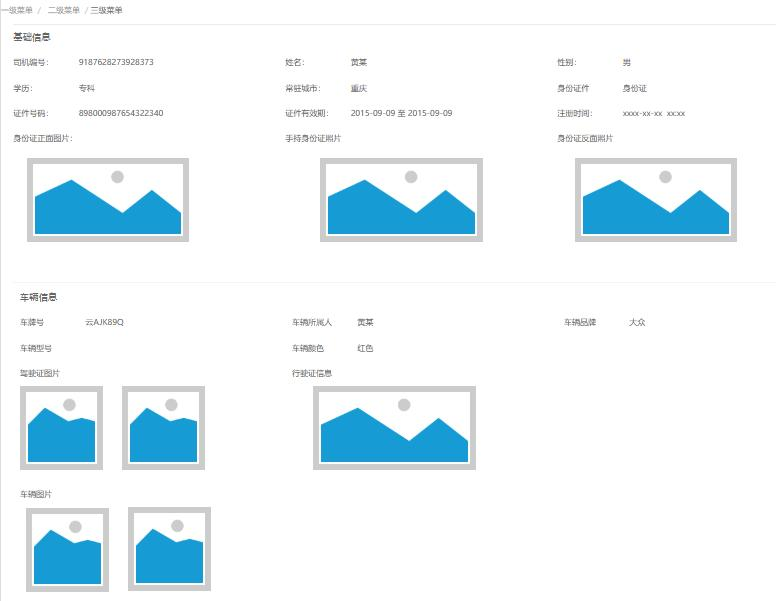 一级菜单 / 二级菜单 / 三级菜单
基础信息
司机编号： 9187628273928373 姓名： 黄某 性别： 男
学历： 专科 常驻城市： 重庆 身份证件 身份证
证件号码： 898000987654322340 证件有效期： 2015-09-09 至 2015-09-09 注册时间： xxxx-xx-xx xx:xx
身份证正面图片： 手持身份证照片 身份证反面照片
车辆信息
车牌号 云AJK89Q 车辆所属人 黄某 车辆品牌 大众
车辆型号 车辆颜色 红色
驾驶证图片 行驶证信息
车辆图片